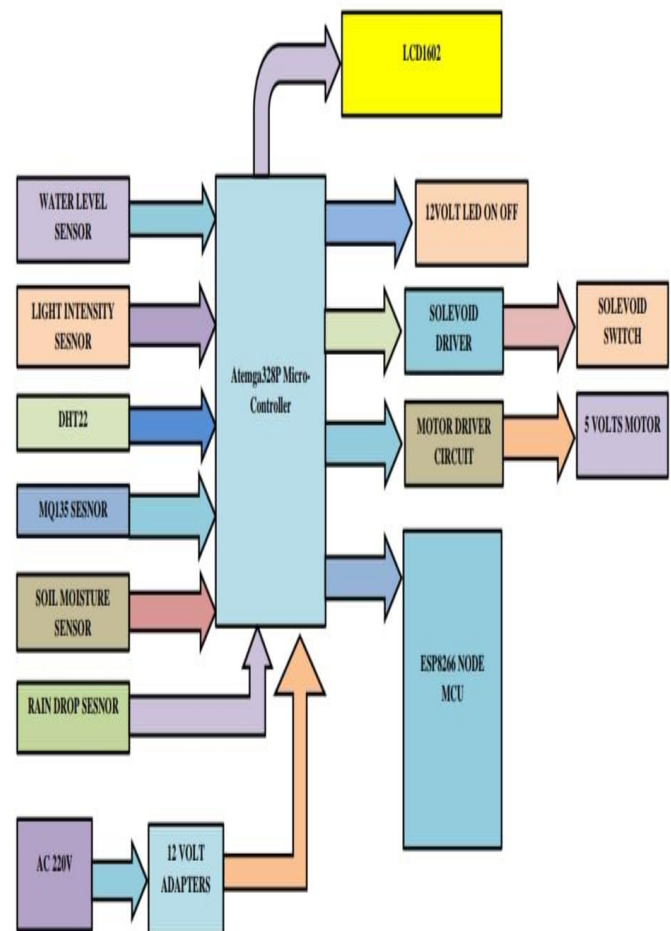 LCD1602
WATER LEVEL
SENSOR
12VOLT LED ON OFF
LIGHT INTENSITY
SESNOR
SOLEVOID
DRIVER
SOLEVOID
SWITCH
Atemga328P Micro-
Controller
DHT22
MOTOR DRIVER
CIRCUIT
5 VOLTS MOTOR
MQ135 SESNOR
SOIL MOISTURE
SENSOR
ESP8266 NODE
MCU
RAIN DROP SESNOR
AC 220V
12 VOLT
ADAPTERS